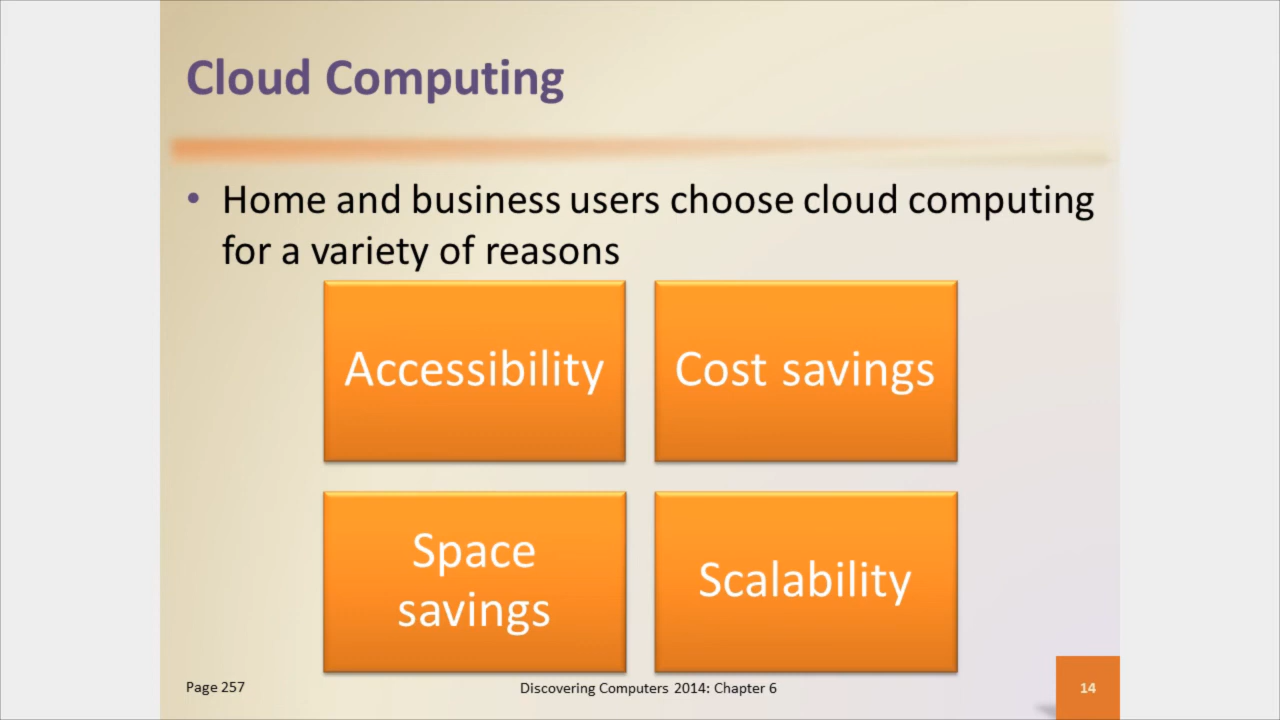 Cloud Computing
• Home and business users choose cloud computing
for a variety of reasons
Accessibility
Cost savings
Space
savings
Scalability
Page 257
Discovering Computers 2014: Chapter 6
14